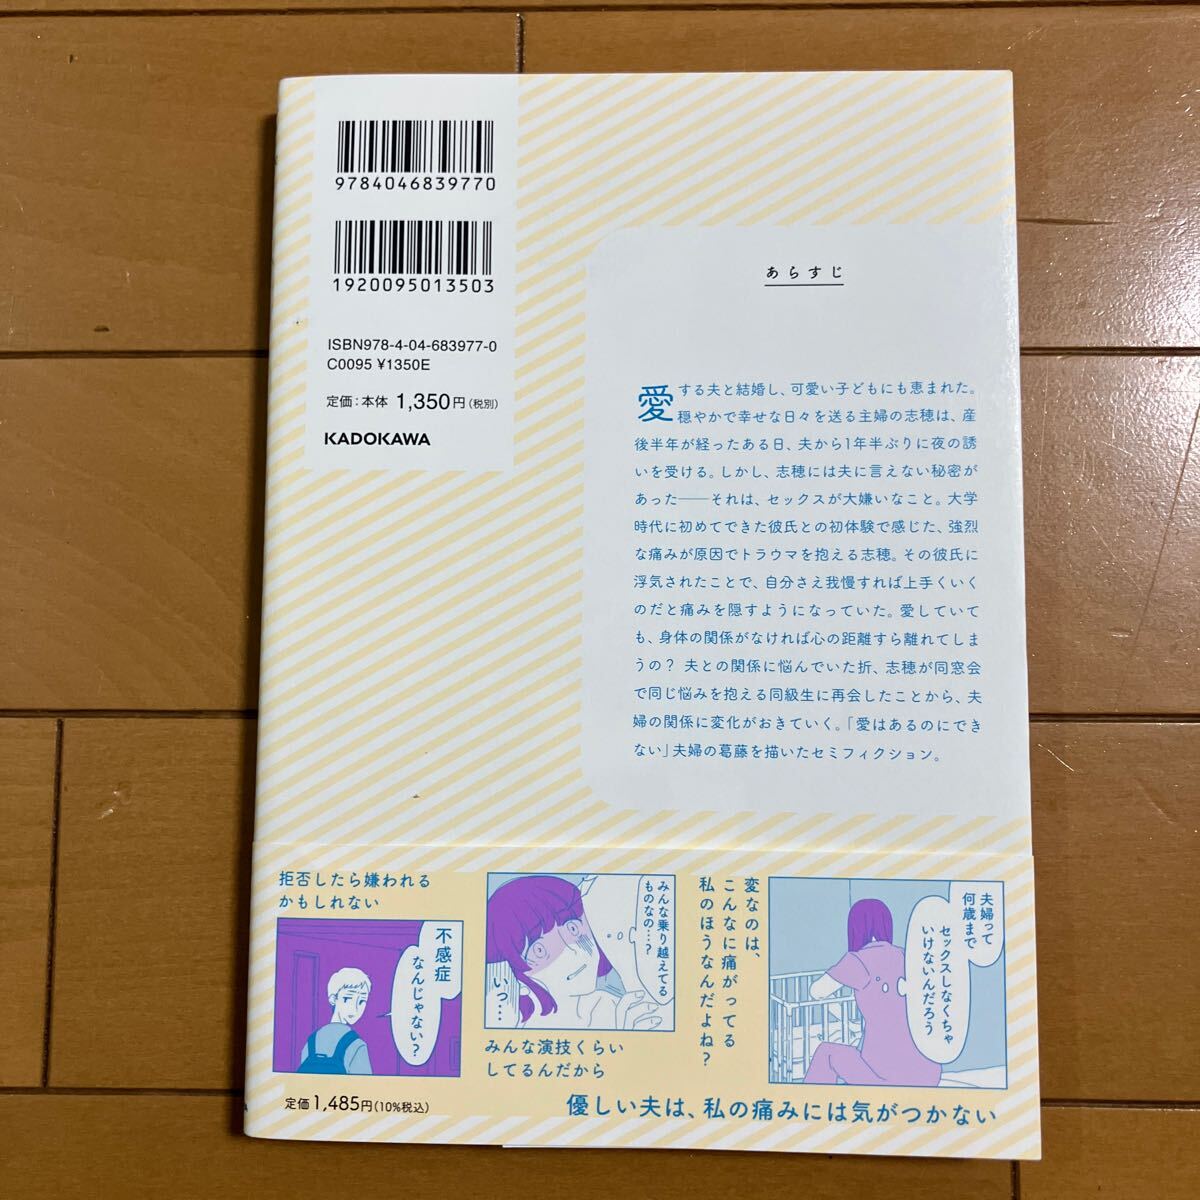 9784046839770
1920095013503
ISBN978-4-04-683977-0
C0095 ¥1350E
定価：本体 1,350円（税別）
KADOKAWA
あらすじ
愛する夫と結婚し、可愛い子どもにも恵まれた。
穏やかで幸せな日々を送る主婦の志穂は、産
後半年が経ったある日、夫から1年半ぶりに夜の誘
いを受ける。しかし、志穂には夫に言えない秘密が
あった──それは、セックスが大嫌いなこと。大学
時代に初めてできた彼氏との初体験で感じた、強烈
な痛みが原因でトラウマを抱える志穂。その彼氏に
浮気されたことで、自分さえ我慢すれば上手くいく
のだと痛みを隠すようになっていた。愛していて
も、身体の関係がなければ心の距離すら離れてしま
うの？ 夫との関係に悩んでいた折、志穂が同窓会
で同じ悩みを抱える同級生に再会したことから、夫
婦の関係に変化がおきていく。「愛はあるのにでき
ない」夫婦の葛藤を描いたセミフィクション。
夫婦って
何歳まで
セックスしなくちゃ
いけないんだろう
変なのは、
こんなに痛がってる
私のほうなんだよね？
みんな乗り越えてる
ものなの…？
いっ…
みんな演技くらい
してるんだから
拒否したら嫌われる
かもしれない
不感症
なんじゃない？
定価1,485円（10%税込）
優しい夫は、私の痛みには気がつかない